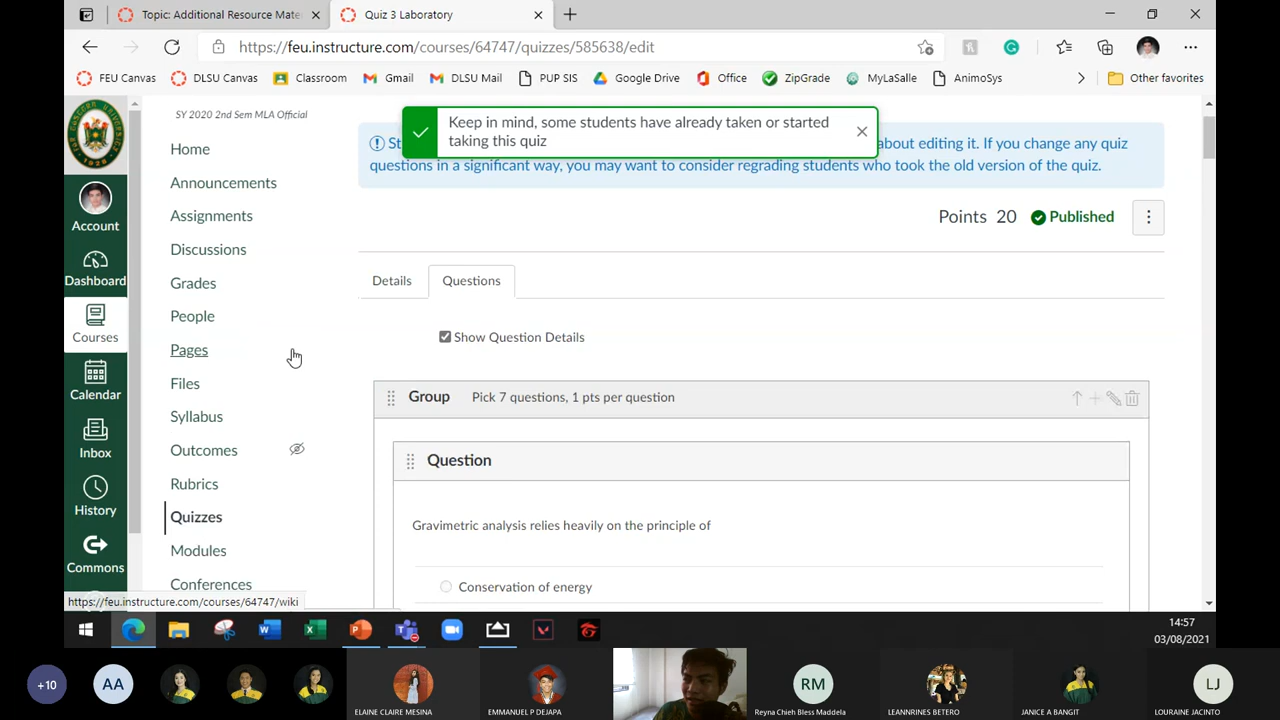 Topic: Additional Resource Mate
Quiz 3 Laboratory
https://feu.instructure.com/courses/64747/quizzes/585638/edit
FEU Canvas
DLSU Canvas
Classroom
Gmail
DLSU Mail
PUP SIS
Google Drive
Office
ZipGrade
MyLaSalle
AnimoSys
Other favorites
SY 2020 2nd Sem MLA Official
Home
Announcements
Assignments
Discussions
Grades
People
Pages
Files
Syllabus
Outcomes
Rubrics
Quizzes
Modules
Conferences
Account
Dashboard
Courses
Calendar
Inbox
History
Commons
Keep in mind, some students have already taken or started
taking this quiz
about editing it. If you change any quiz
questions in a significant way, you may want to consider regrading students who took the old version of the quiz.
Points 20 Published
Details
Questions
Show Question Details
Group Pick 7 questions, 1 pts per question
Question
Gravimetric analysis relies heavily on the principle of
Conservation of energy
https://feu.instructure.com/courses/64747/wiki
14:57
03/08/2021
+10
AA
ELAINE CLAIRE MESINA
EMMANUEL P DEJAPA
RM
Reyna Chieh Bless Maddela
LEANNRINES BETERO
JANICE A BANGIT
LJ
LOURAINE JACINTO